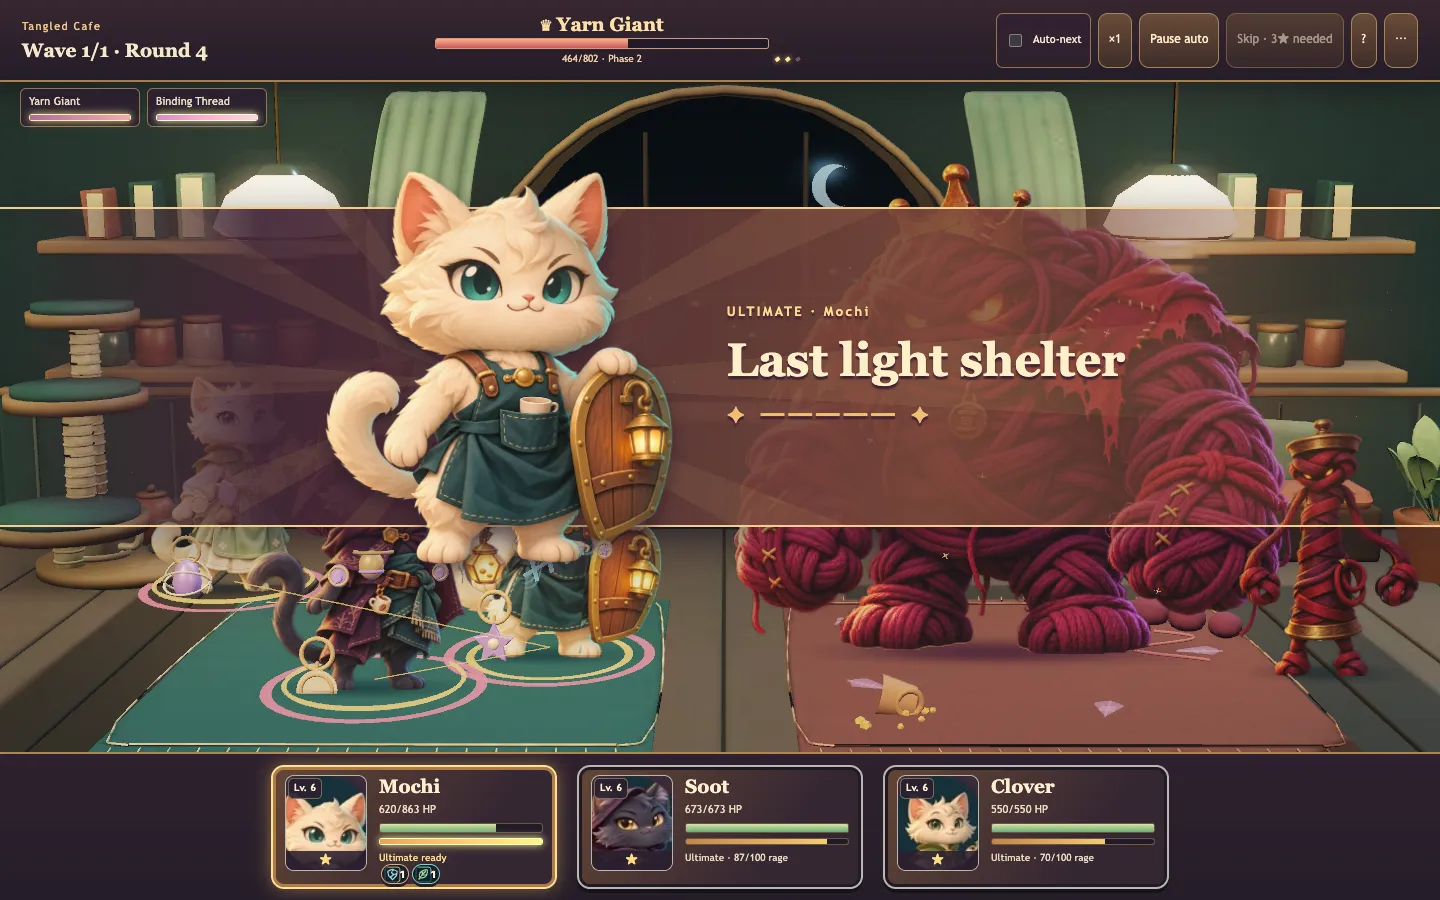 Tangled Cafe
Wave 1/1 · Round 4
Yarn Giant
464/802 · Phase 2
Auto-next
×1
Pause auto
Skip · 3★ needed
?
...
Yarn Giant
Binding Thread
ULTIMATE · Mochi
Last light shelter
Lv. 6
Mochi
620/863 HP
Ultimate ready
1
1
Lv. 6
Soot
673/673 HP
Ultimate · 87/100 rage
Lv. 6
Clover
550/550 HP
Ultimate · 70/100 rage